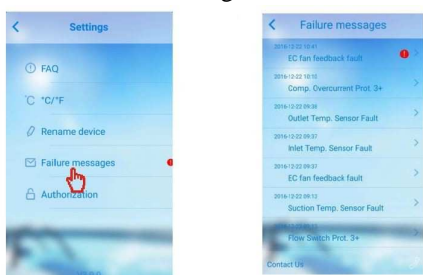 Settings
FAQ
°C °C/°F
Rename device
Failure messages
Authorization
Failure messages
2016-12-22 10:41
EC fan feedback fault
2016-12-22 10:15
Comp. Overcurrent Prot. 3+
2016-12-22 09:38
Outlet Temp. Sensor Fault
2016-12-22 09:37
Inlet Temp. Sensor Fault
2016-12-22 09:37
EC fan feedback fault
2016-12-22 09:12
Suction Temp. Sensor Fault
Flow Switch Prot. 3+
Contact Us